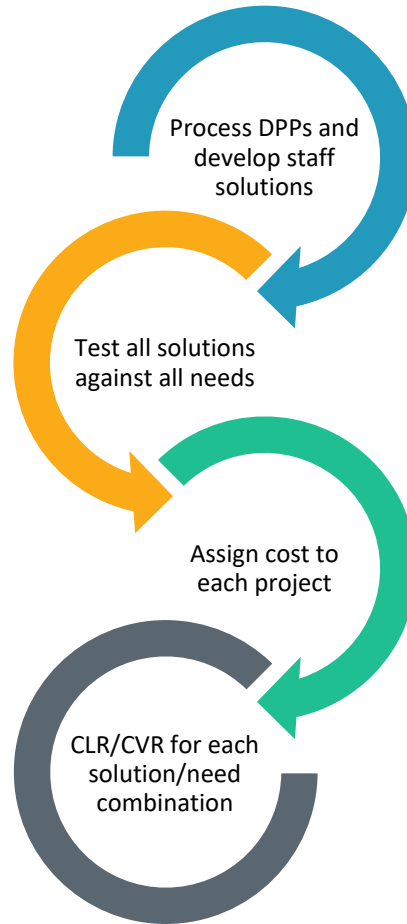 Process DPPs and
develop staff
solutions
Test all solutions
against all needs
Assign cost to
each project
CLR/CVR for each
solution/need
combination